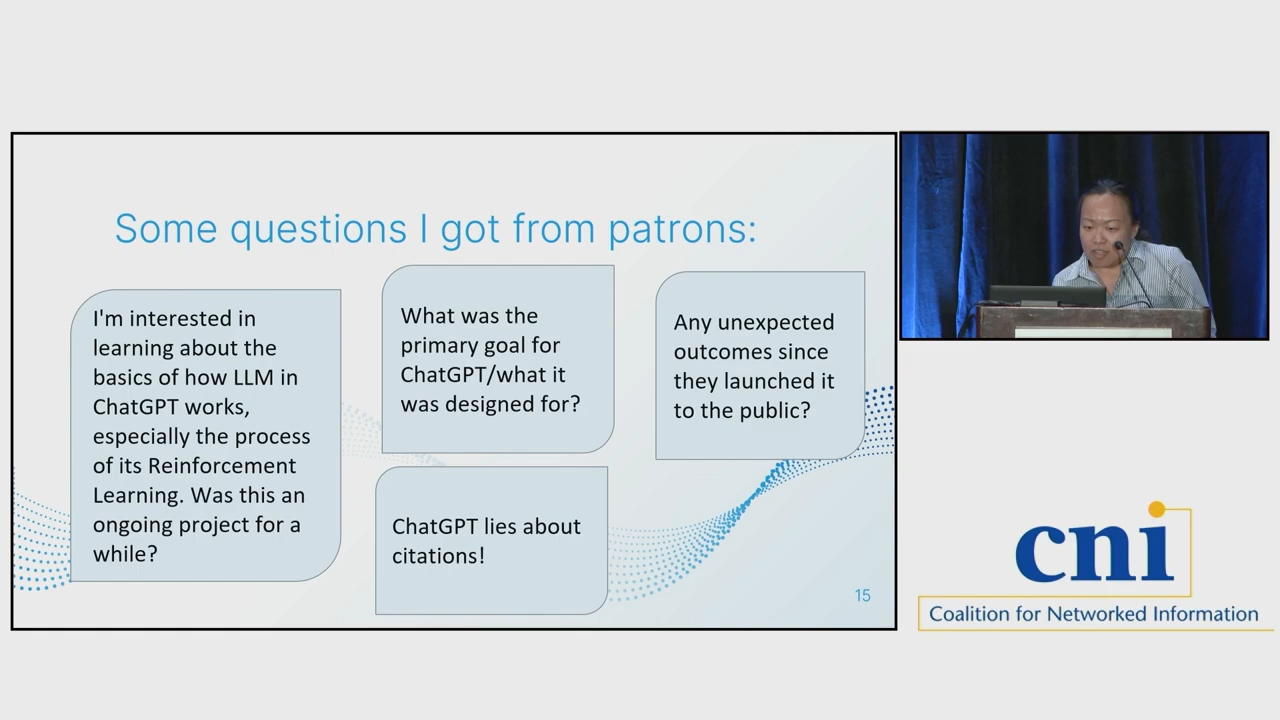 Some questions I got from patrons:
I'm interested in
learning about the
basics of how LLM in
ChatGPT works,
especially the process
of its Reinforcement
Learning. Was this an
ongoing project for a
while?
What was the
primary goal for
ChatGPT/what it
was designed for?
ChatGPT lies about
citations!
Any unexpected
outcomes since
they launched it
to the public?
15
cni
Coalition for Networked Information